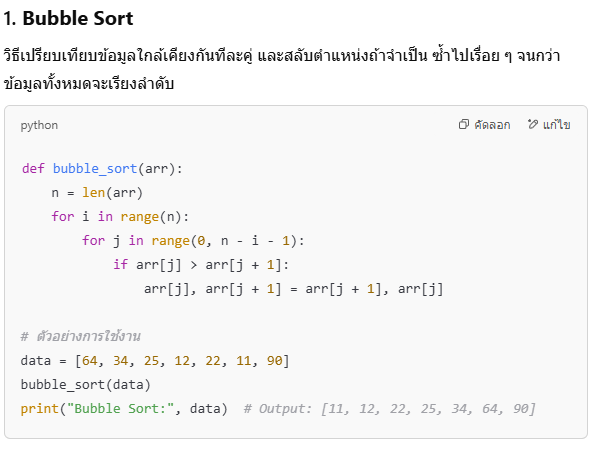 1. Bubble Sort
วิธีเปรียบเทียบข้อมูลใกล้เคียงกันทีละคู่ และสลับตำแหน่งถ้าจำเป็น ซ้ำไปเรื่อย ๆ จนกว่า
ข้อมูลทั้งหมดจะเรียงลำดับ
python คัดลอก แก้ไข
def bubble_sort(arr):
    n = len(arr)
    for i in range(n):
        for j in range(0, n - i - 1):
            if arr[j] > arr[j + 1]:
                arr[j], arr[j + 1] = arr[j + 1], arr[j]
# ตัวอย่างการใช้งาน
data = [64, 34, 25, 12, 22, 11, 90]
bubble_sort(data)
print("Bubble Sort:", data)  # Output: [11, 12, 22, 25, 34, 64, 90]